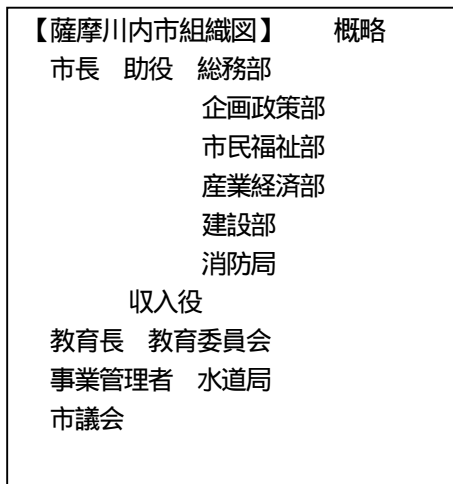 【薩摩川内市組織図】　概略
市長　助役　総務部
企画政策部
市民福祉部
産業経済部
建設部
消防局
収入役
教育長　教育委員会
事業管理者　水道局
市議会